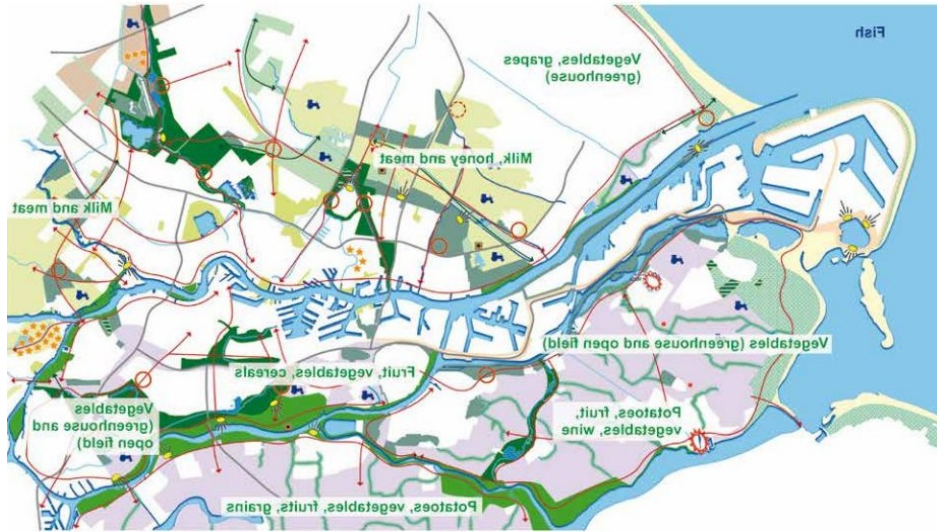 Fish
Vegetables, grapes
(greenhouse)
Milk, honey and meat
Milk and meat
Vegetables (greenhouse and open field)
Fruit, vegetables, cereals
Vegetables
(greenhouse and
open field)
Potatoes, fruit,
vegetables, wine
Potatoes, vegetables, fruits, grains